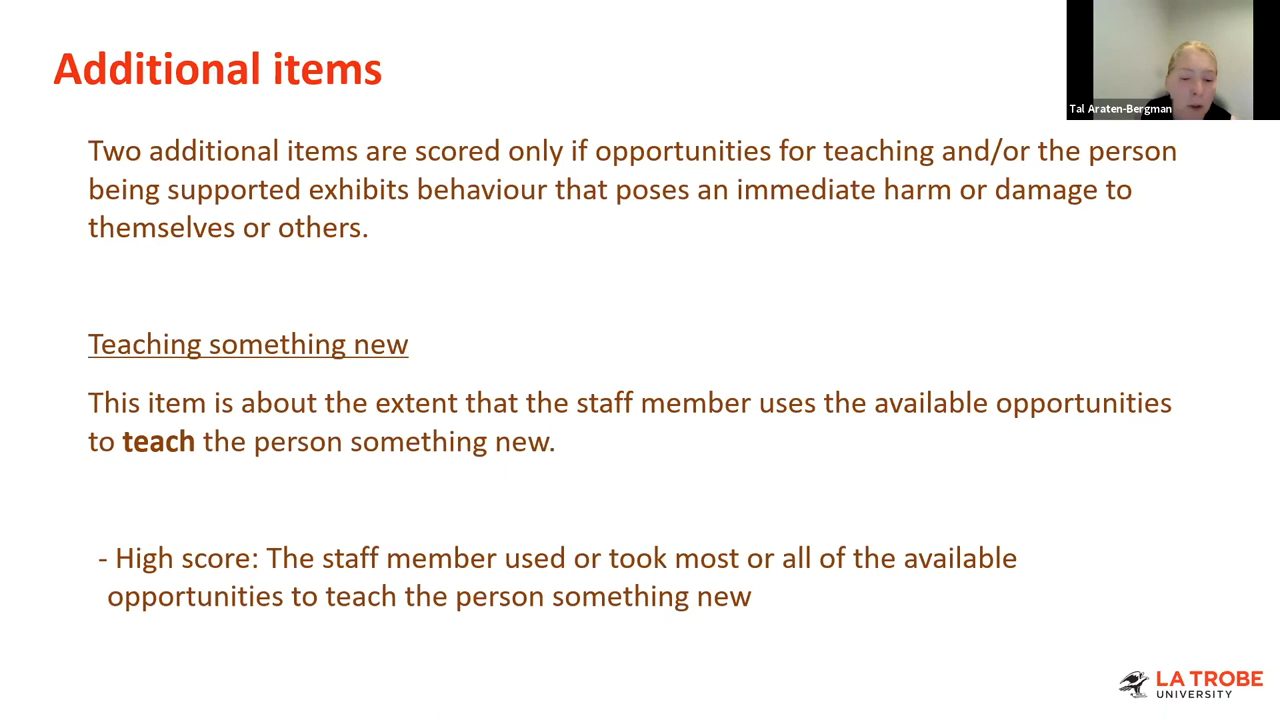 Additional items
Tal Araten-Bergman
Two additional items are scored only if opportunities for teaching and/or the person
being supported exhibits behaviour that poses an immediate harm or damage to
themselves or others.
Teaching something new
This item is about the extent that the staff member uses the available opportunities
to teach the person something new.
- High score: The staff member used or took most or all of the available
opportunities to teach the person something new
LA TROBE
UNIVERSITY